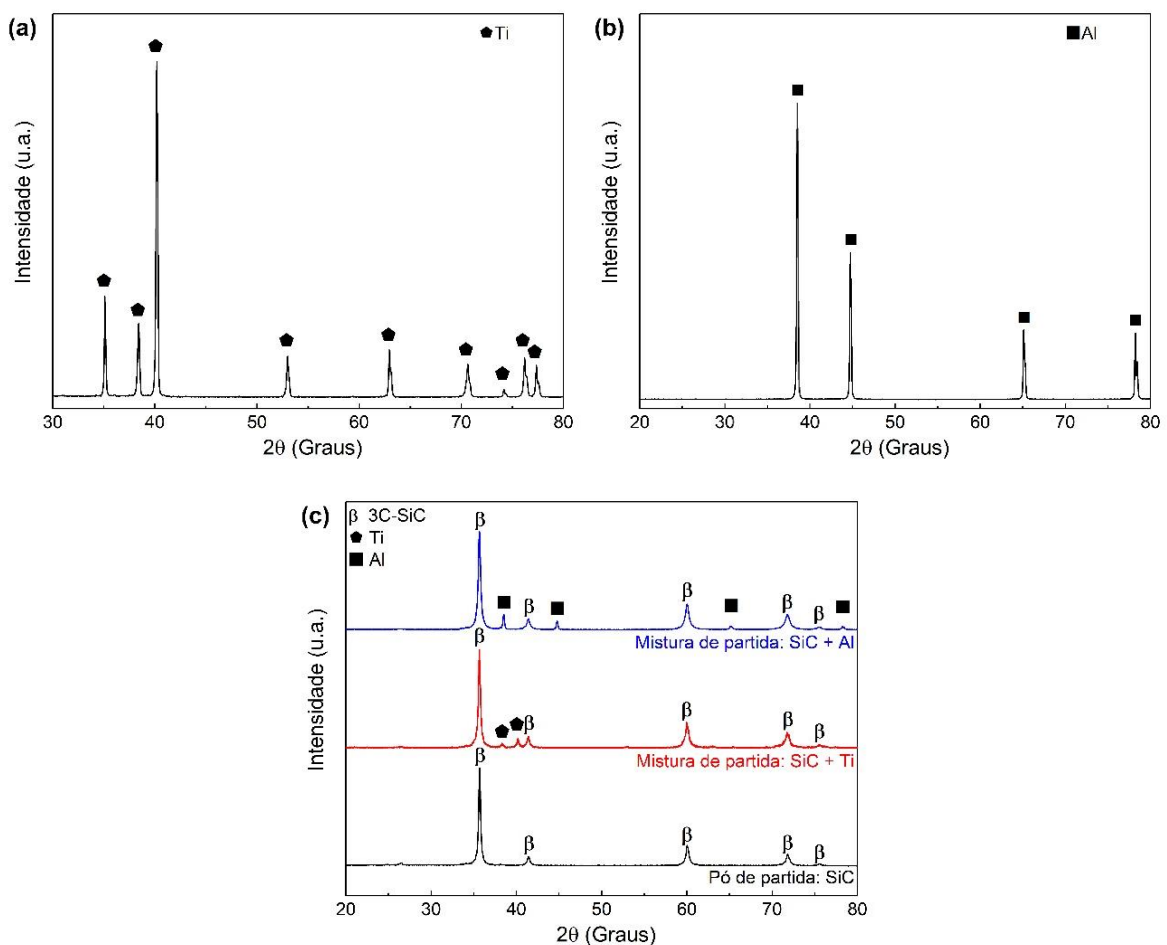 (a)
Ti
Intensidade (u.a.)
30 40 50 60 70 80
2θ (Graus)
(b)
Al
Intensidade (u.a.)
20 30 40 50 60 70 80
2θ (Graus)
(c)
β 3C-SiC
Ti
Al
β β β β β
Mistura de partida: SiC + Al
β β β β β
Mistura de partida: SiC + Ti
β β β β β
Pó de partida: SiC
Intensidade (u.a.)
20 30 40 50 60 70 80
2θ (Graus)